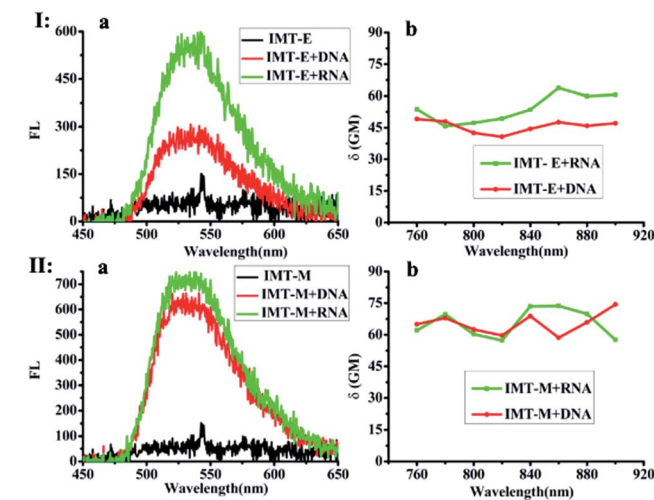 I:
a
FL
600
450
300
150
0
IMT-E
IMT-E+DNA
IMT-E+RNA
450 500 550 600 650
Wavelength(nm)
b
δ (GM)
90
75
60
45
30
15
0
IMT- E+RNA
IMT-E+DNA
760 800 840 880 920
Wavelength(nm)
II:
a
FL
700
600
500
400
300
200
100
0
IMT-M
IMT-M+DNA
IMT-M+RNA
450 500 550 600 650
Wavelength(nm)
b
δ (GM)
90
75
60
45
30
15
0
IMT-M+RNA
IMT-M+DNA
760 800 840 880 920
Wavelength(nm)